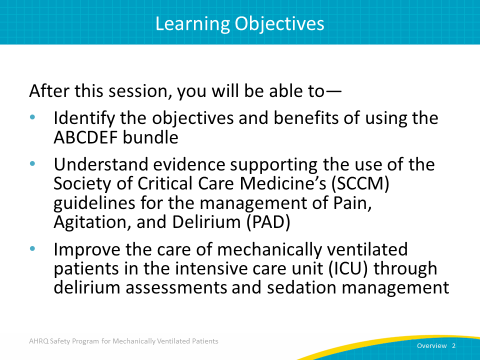 Learning Objectives
After this session, you will be able to—
• Identify the objectives and benefits of using the
ABCDEF bundle
• Understand evidence supporting the use of the
Society of Critical Care Medicine’s (SCCM)
guidelines for the management of Pain,
Agitation, and Delirium (PAD)
• Improve the care of mechanically ventilated
patients in the intensive care unit (ICU) through
delirium assessments and sedation management
AHRQ Safety Program for Mechanically Ventilated Patients
Overview 2